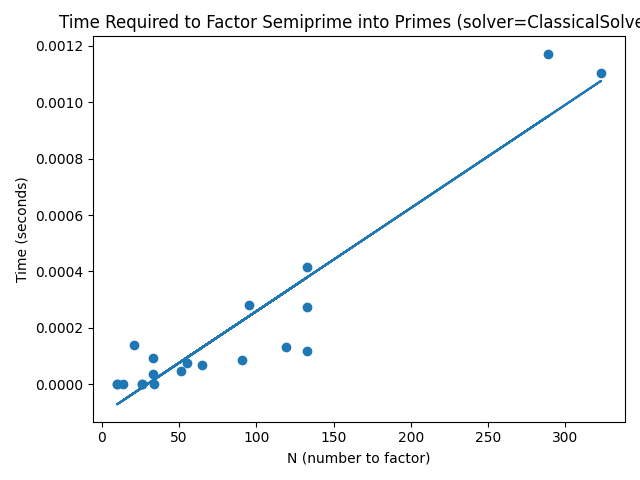 Time Required to Factor Semiprime into Primes (solver=ClassicalSolve
0.0012
0.0010
0.0008
0.0006
0.0004
0.0002
0.0000
Time (seconds)
0 50 100 150 200 250 300
N (number to factor)